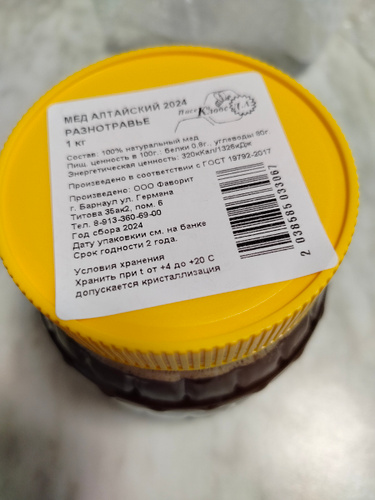 МЕД АЛТАЙСКИЙ 2024
РАЗНОТРАВЬЕ
1 кг
Состав: 100% натуральный мед
Пищ. ценность в 100г.: белки 0,8г., углеводы 80г
Энергетическая ценность: 320кКал/1326кДж
Произведено в соответствии с ГОСТ 19792-2017
Произведено: ООО Фаворит
г. Барнаул ул. Германа
Титова 35ак2, пом. 6
Тел. 8-913-360-69-00
Год сбора 2024
Дату упаковкии см. на банке
Срок годности 2 года.
Условия хранения
Хранить при t от +4 до +20 С
допускается кристаллизация
2 038585 033067